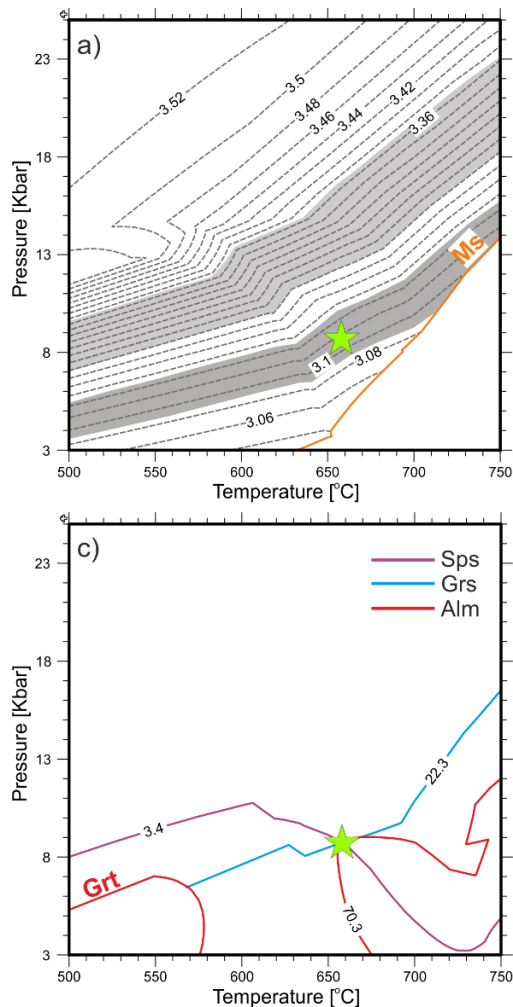 a)
23
18
13
8
3
Pressure [Kbar]
3.52
3.5
3.48
3.46
3.44
3.42
3.36
Ms
3.1
3.08
3.06
500 550 600 650 700 750
Temperature [°C]
c)
Sps
Grs
Alm
23
18
13
8
3
Pressure [Kbar]
22.3
3.4
Grt
70.3
500 550 600 650 700 750
Temperature [°C]